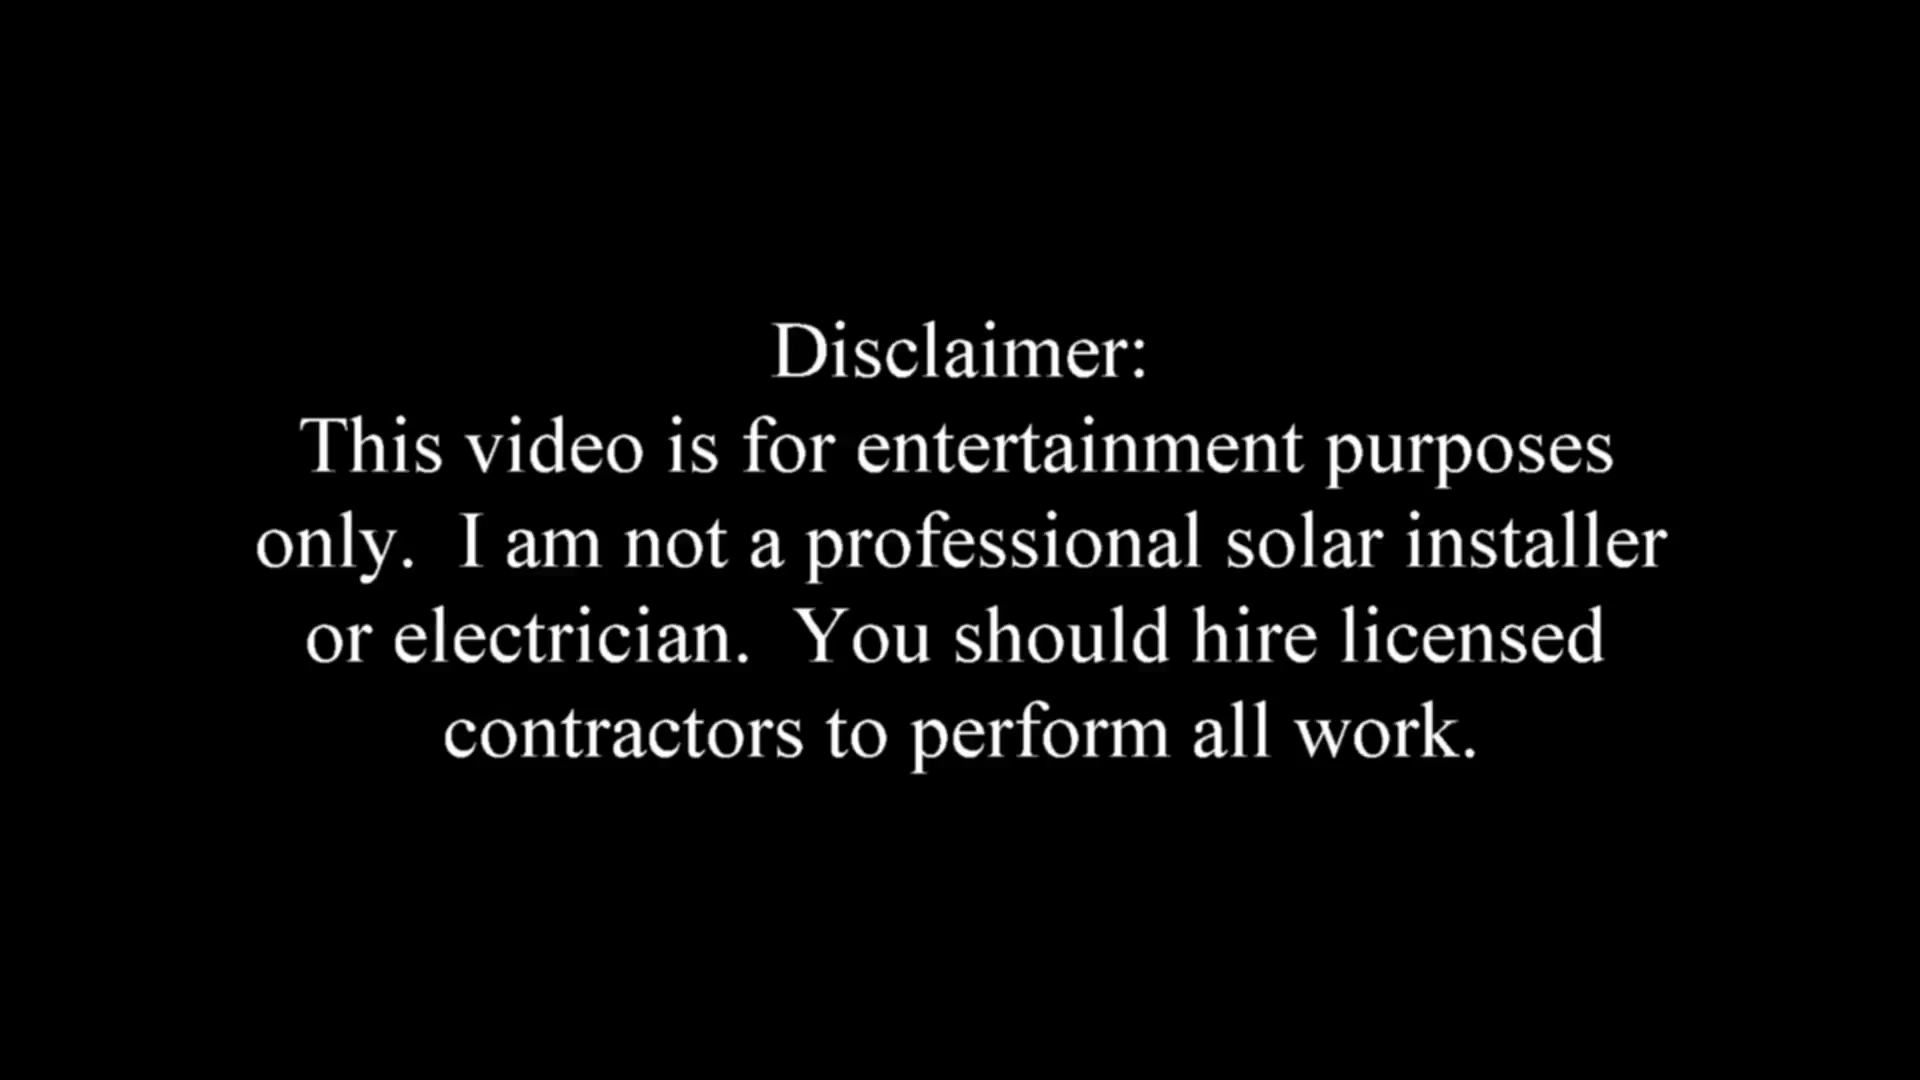 Disclaimer:
This video is for entertainment purposes
only.  I am not a professional solar installer
or electrician.  You should hire licensed
contractors to perform all work.